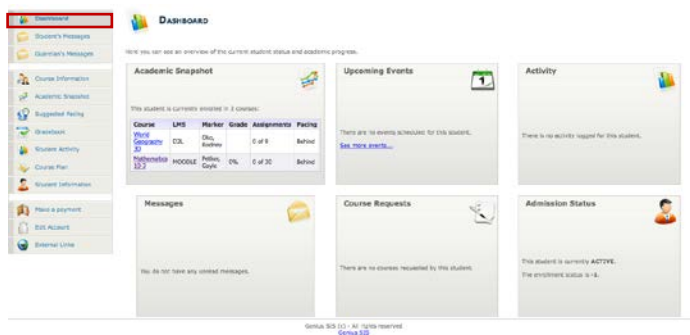 Dashboard
Student's Messages
Guardian's Messages
Course Information
Academic Snapshot
Suggested Pacing
Gradebook
Student Activity
Course Plan
Student Information
Make a payment
Edit Account
External Links
DASHBOARD
Here you can see an overview of the current student status and academic progress.
Academic Snapshot
This student is currently enrolled in 2 courses:
Course LMS Marker Grade Assignments Pacing
World Geography 30 D2L Rodney 0 of 9 Behind
Mathematics 10-3 MOODLE Gayle 0% 0 of 20 Behind
Upcoming Events
1
There are no events scheduled for this student.
See more events...
Activity
There is no activity logged for this student.
Messages
You do not have any unread messages.
Course Requests
There are no courses requested by this student.
Admission Status
This student is currently ACTIVE.
The enrollment status is -1.
Genius SIS (c) - All rights reserved
Genius SIS